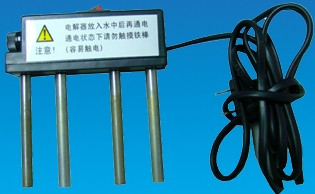 电解器放入水中后再通电
通电状态下请勿触摸铁棒
注意！
(容易触电)